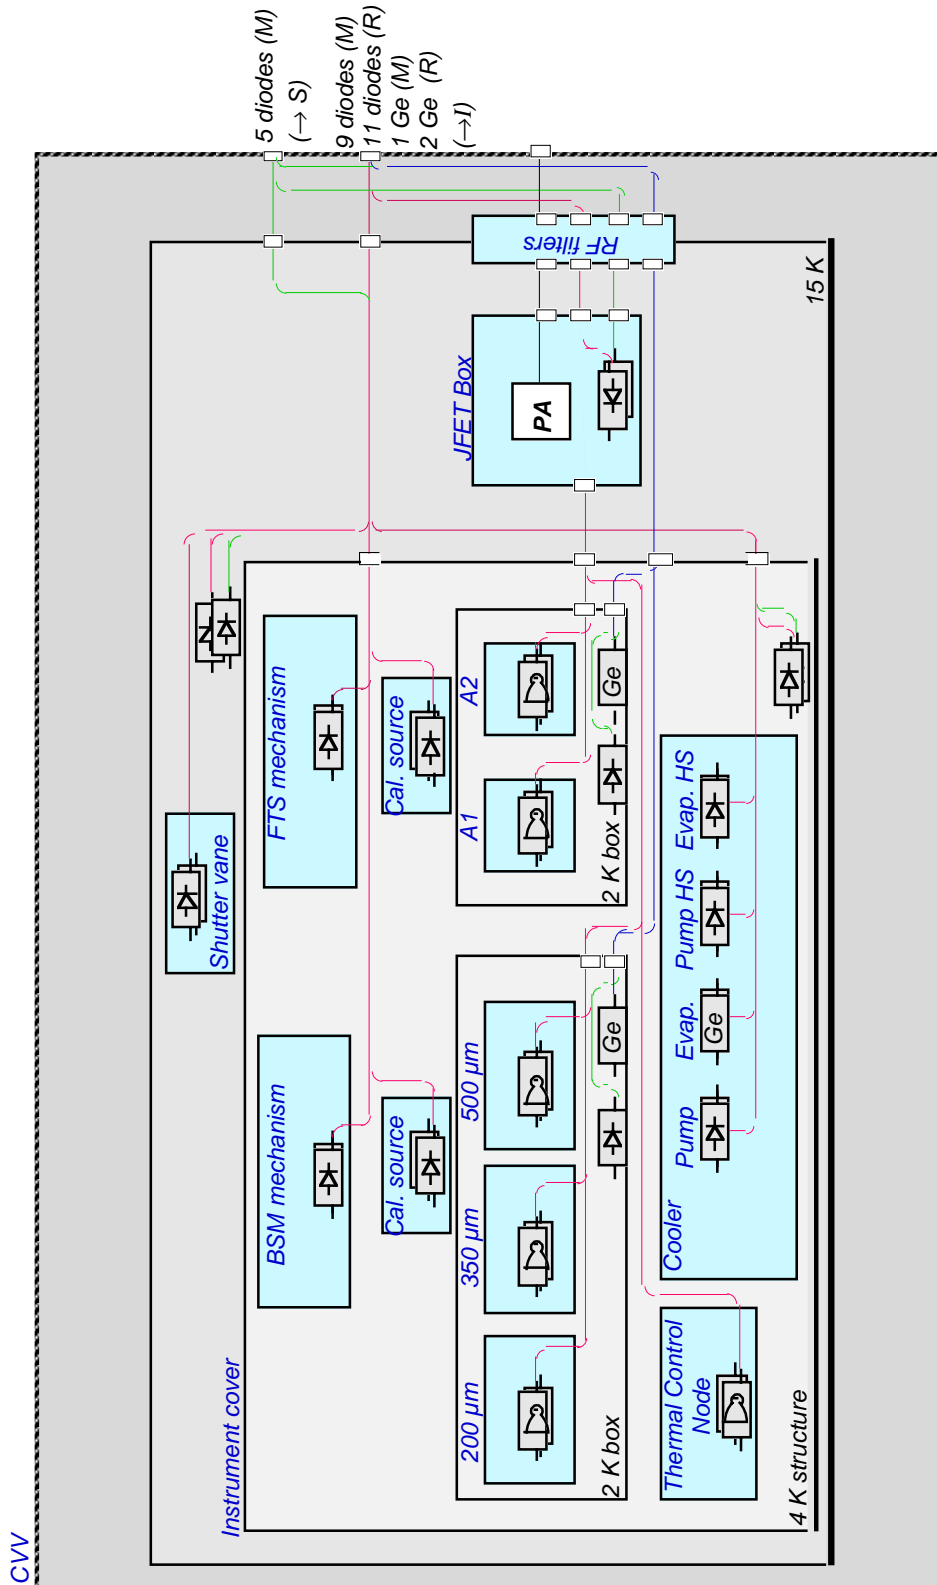 CVV
5 diodes (M)
(→ S)
9 diodes (M)
11 diodes (R)
1 Ge (M)
2 Ge (R)
(→I)
RF filters
15 K
JFET Box
PA
Instrument cover
Shutter vane
FTS mechanism
Cal. source
A2
A1
Ge
2 K box
BSM mechanism
Cal. source
500 µm
350 µm
200 µm
Ge
2 K box
Evap. HS
Pump HS
Evap.
Ge
Pump
Cooler
Thermal Control
Node
4 K structure